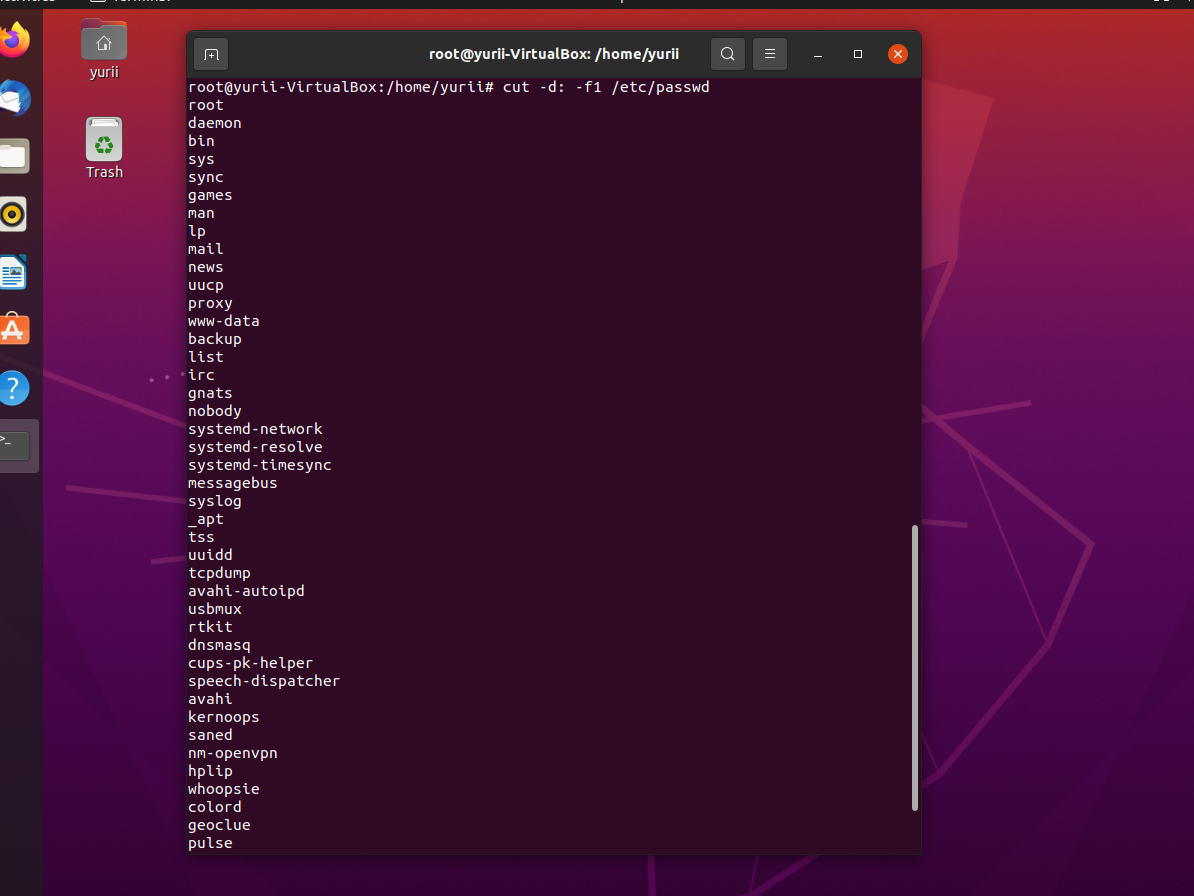 yurii
Trash
root@yurii-VirtualBox: /home/yurii
root@yurii-VirtualBox:/home/yurii# cut -d: -f1 /etc/passwd
root
daemon
bin
sys
sync
games
man
lp
mail
news
uucp
proxy
www-data
backup
list
irc
gnats
nobody
systemd-network
systemd-resolve
systemd-timesync
messagebus
syslog
_apt
tss
uuidd
tcpdump
avahi-autoipd
usbmux
rtkit
dnsmasq
cups-pk-helper
speech-dispatcher
avahi
kernoops
saned
nm-openvpn
hplip
whoopsie
colord
geoclue
pulse